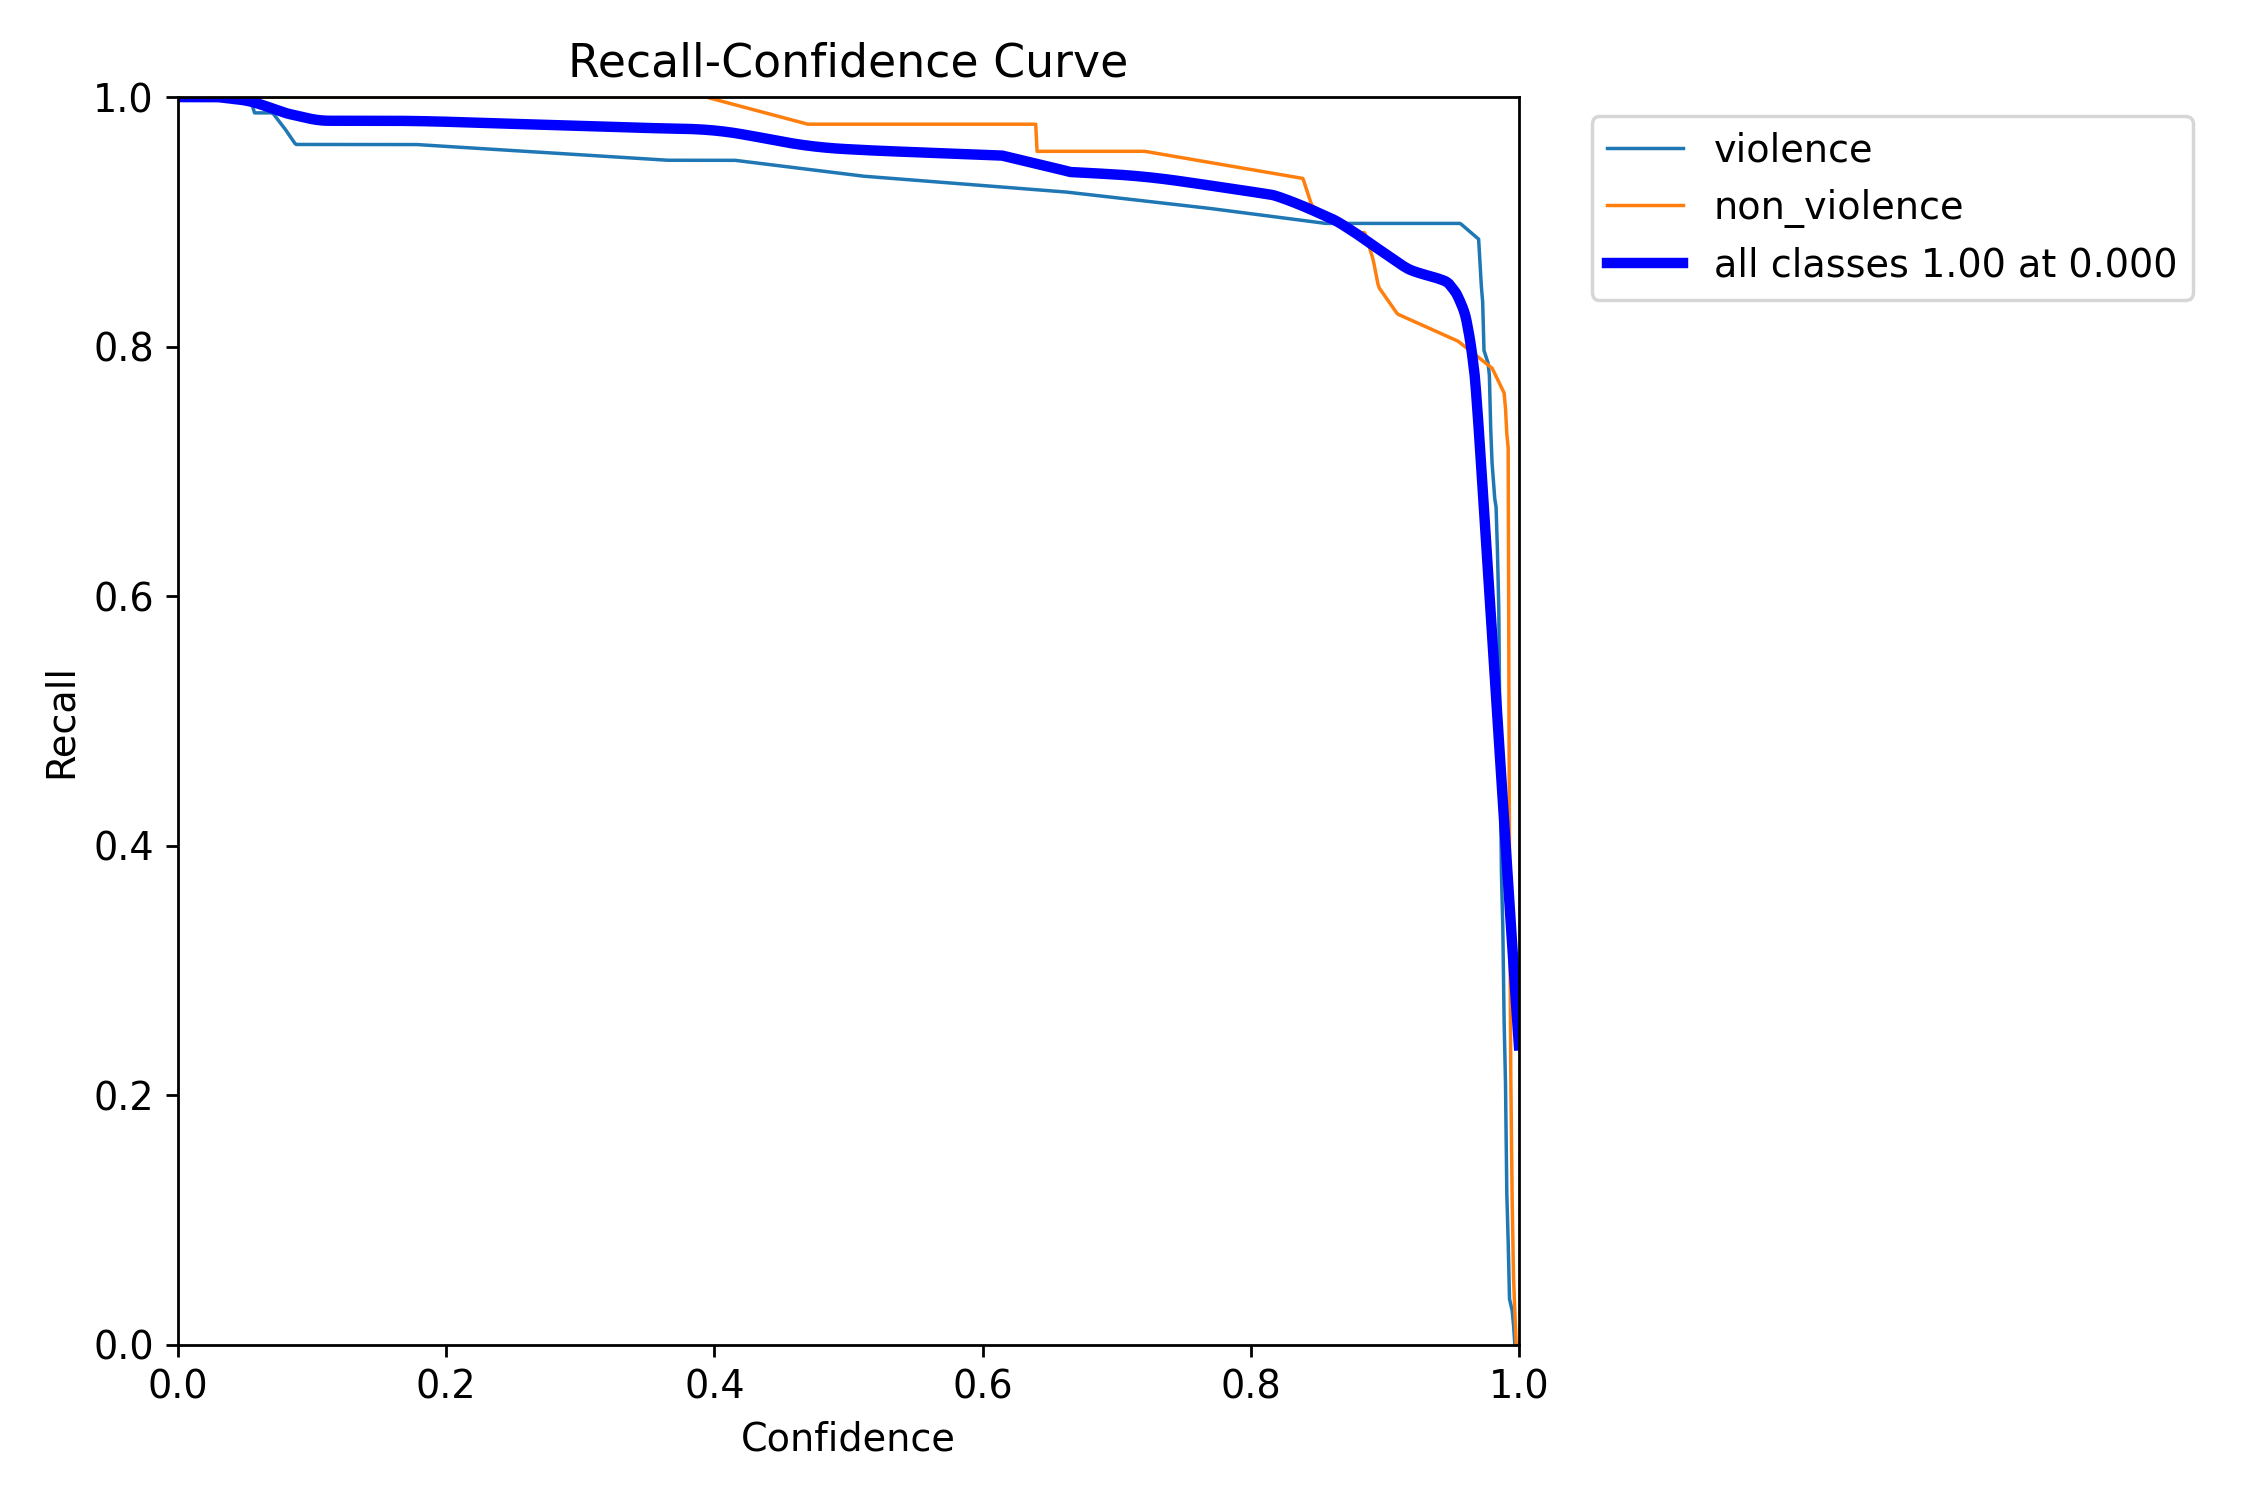 Recall-Confidence Curve
1.0
0.8
0.6
0.4
0.2
0.0
Recall
0.0 0.2 0.4 0.6 0.8 1.0
Confidence
violence
non_violence
all classes 1.00 at 0.000